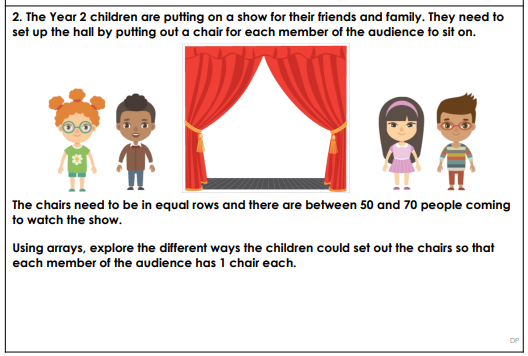 2. The Year 2 children are putting on a show for their friends and family. They need to
set up the hall by putting out a chair for each member of the audience to sit on.
The chairs need to be in equal rows and there are between 50 and 70 people coming
to watch the show.
Using arrays, explore the different ways the children could set out the chairs so that
each member of the audience has 1 chair each.
DP